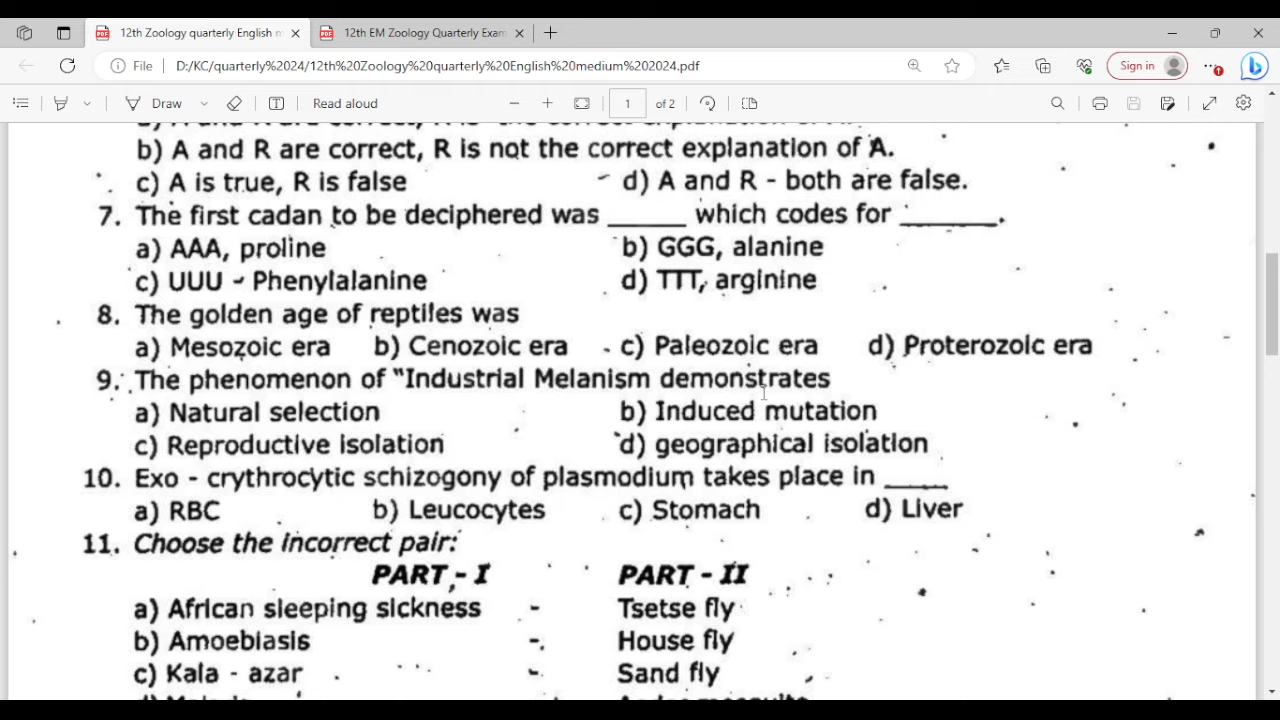 12th Zoology quarterly English m
12th EM Zoology Quarterly Exam
File D:/KC/quarterly%2024/12th%20Zoology%20quarterly%20English%20medium%202024.pdf Sign in
Draw Read aloud 1 of 2
b) A and R are correct, R is not the correct explanation of A.
c) A is true, R is false d) A and R - both are false.
7. The first cadan to be deciphered was _____ which codes for ______.
a) AAA, proline b) GGG, alanine
c) UUU - Phenylalanine d) TTT, arginine
8. The golden age of reptiles was
a) Mesozoic era b) Cenozoic era c) Paleozoic era d) Proterozoic era
9. The phenomenon of "Industrial Melanism demonstrates
a) Natural selection b) Induced mutation
c) Reproductive isolation d) geographical isolation
10. Exo - crythrocytic schizogony of plasmodium takes place in ____
a) RBC b) Leucocytes c) Stomach d) Liver
11. Choose the incorrect pair:
PART - I PART - II
a) African sleeping sickness - Tsetse fly
b) Amoebiasis - House fly
c) Kala - azar - Sand fly